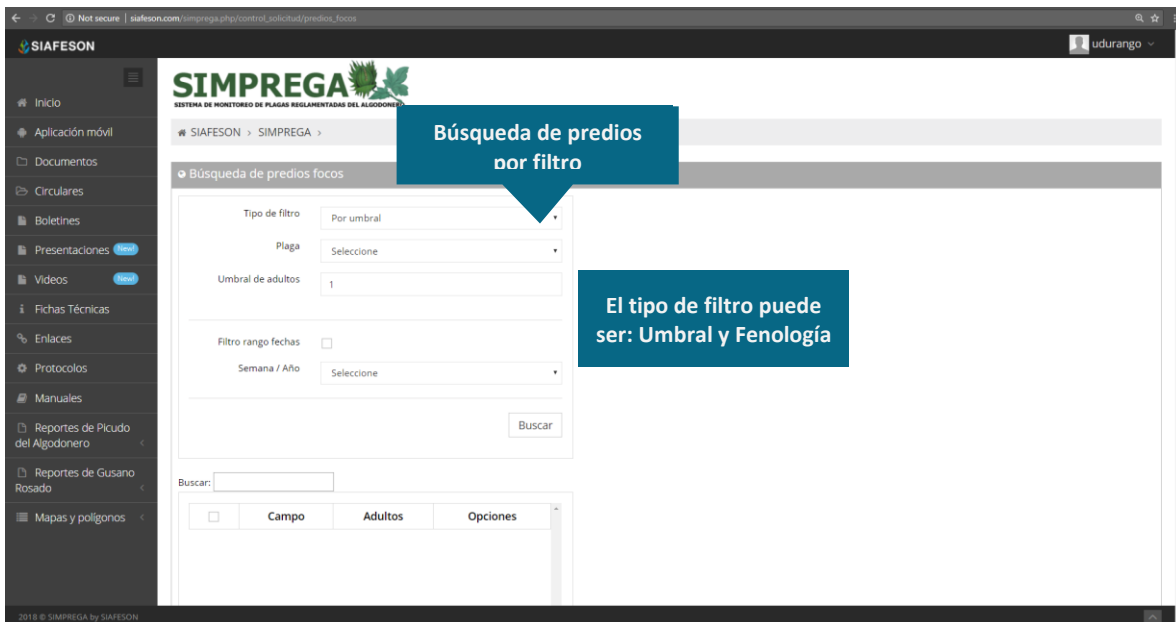 Not secure | siafeson.com/simprega.php/control_solicitud/predios_focos
SIAFESON
udurango
SIMPREGA
SISTEMA DE MONITOREO DE PLAGAS REGLAMENTADAS DEL ALGODONERO
SIAFESON > SIMPREGA >
Búsqueda de predios
por filtro
Inicio
Aplicación móvil
Documentos
Circulares
Boletines
Presentaciones New!
Videos New!
Fichas Técnicas
Enlaces
Protocolos
Manuales
Reportes de Picudo
del Algodonero
Reportes de Gusano
Rosado
Mapas y polígonos
Búsqueda de predios focos
Tipo de filtro Por umbral
Plaga Seleccione
Umbral de adultos 1
El tipo de filtro puede
ser: Umbral y Fenología
Filtro rango fechas
Semana / Año Seleccione
Buscar
Buscar:
Campo Adultos Opciones
2018 © SIMPREGA by SIAFESON